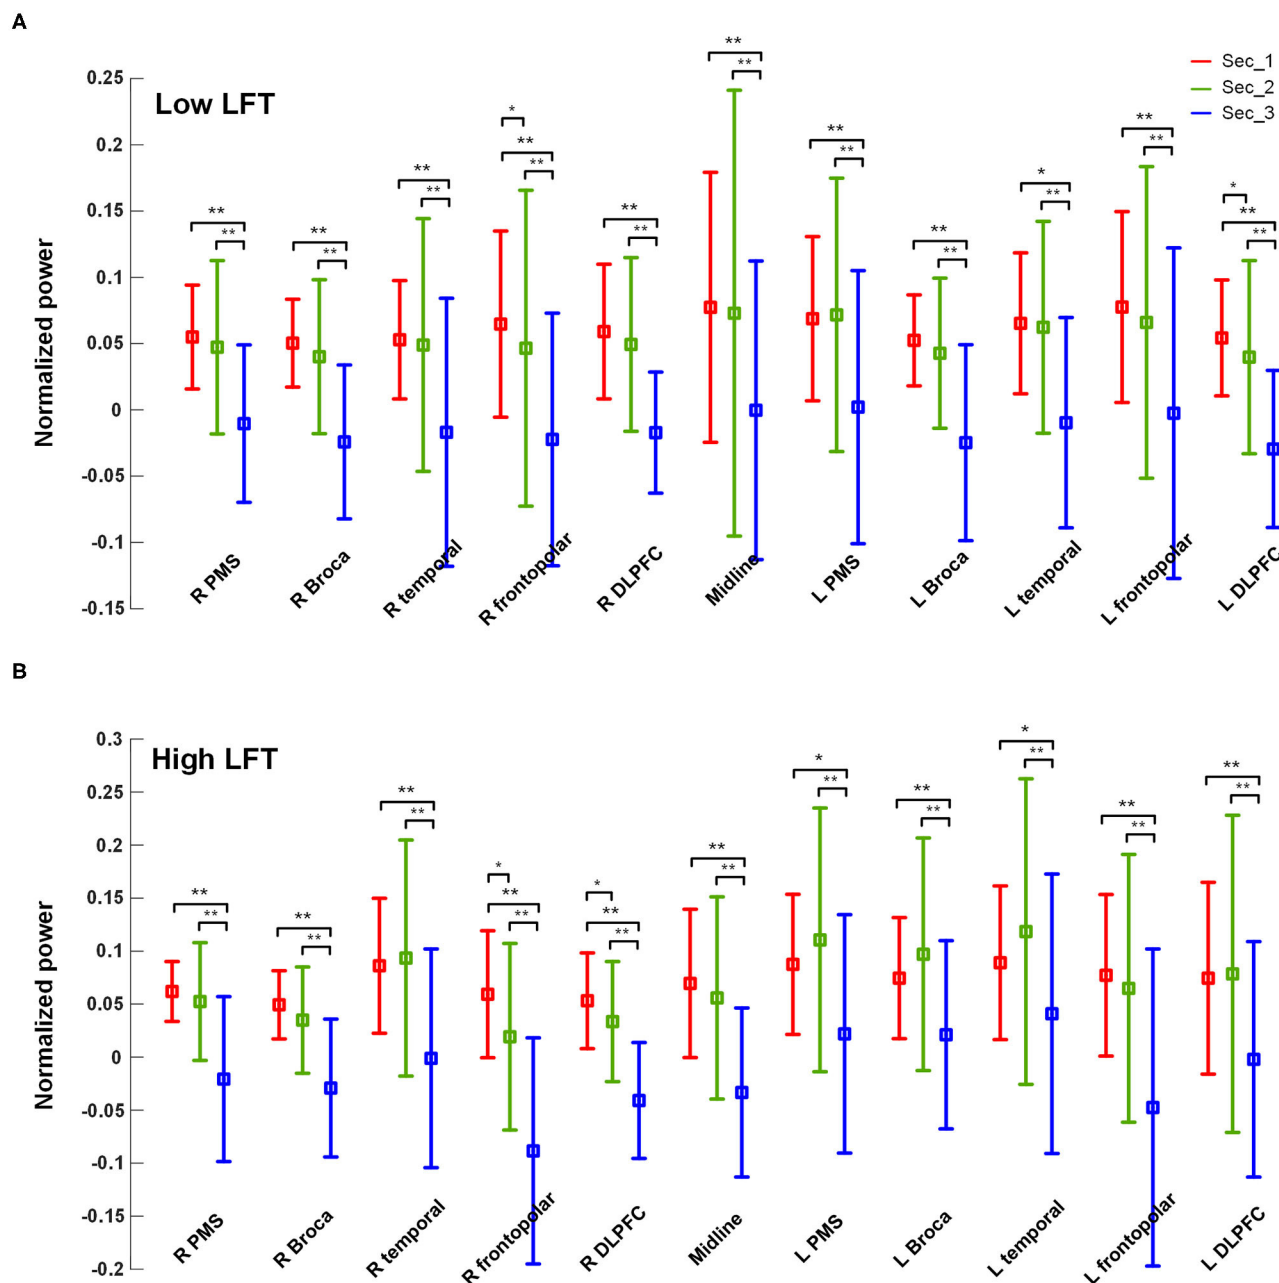 A
Low LFT
Sec_1
Sec_2
Sec_3
Normalized power
0.25
0.2
0.15
0.1
0.05
0
-0.05
-0.1
-0.15
** ** ** ** ** ** * ** ** ** ** ** ** ** ** ** ** * ** ** ** * ** **
R PMS
R Broca
R temporal
R frontopolar
R DLPFC
Midline
L PMS
L Broca
L temporal
L frontopolar
L DLPFC
B
High LFT
Normalized power
0.3
0.25
0.2
0.15
0.1
0.05
0
-0.05
-0.1
-0.15
-0.2
** ** ** ** ** ** * ** ** * ** ** ** ** * ** ** ** * ** ** ** ** **
R PMS
R Broca
R temporal
R frontopolar
R DLPFC
Midline
L PMS
L Broca
L temporal
L frontopolar
L DLPFC